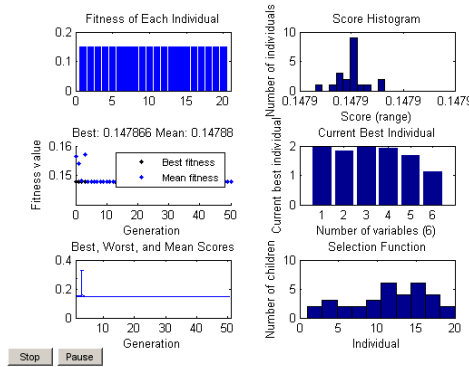 Fitness of Each Individual
0.2
0.1
0
0 5 10 15 20
Score Histogram
Number of individuals
10
5
0
0.1479 0.1479 0.1479 0.1479
Score (range)
Best: 0.147866 Mean: 0.14788
Fitness value
0.16
0.15
Best fitness
Mean fitness
0 10 20 30 40 50
Generation
Current Best Individual
Current best individual
2
1
0
1 2 3 4 5 6
Number of variables (6)
Best, Worst, and Mean Scores
0.4
0.2
0
10 20 30 40 50
Generation
Selection Function
Number of children
10
5
0
0 5 10 15 20
Individual
Stop
Pause